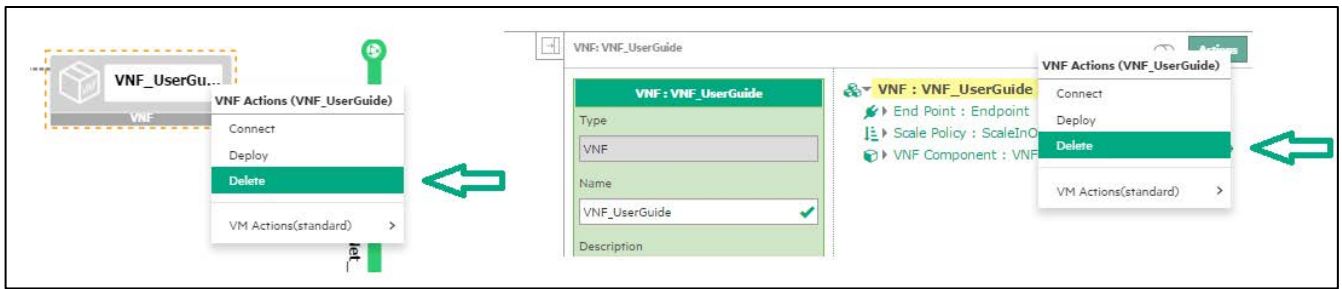 VNF_UserGu...
VNF
VNF Actions (VNF_UserGuide)
Connect
Deploy
Delete
VM Actions(standard) >
let_
VNF: VNF_UserGuide
Actions
VNF : VNF_UserGuide
Type
VNF
Name
VNF_UserGuide
Description
VNF : VNF_UserGuide
End Point : Endpoint
Scale Policy : ScaleInO
VNF Component : VNF
VNF Actions (VNF_UserGuide)
Connect
Deploy
Delete
VM Actions(standard) >